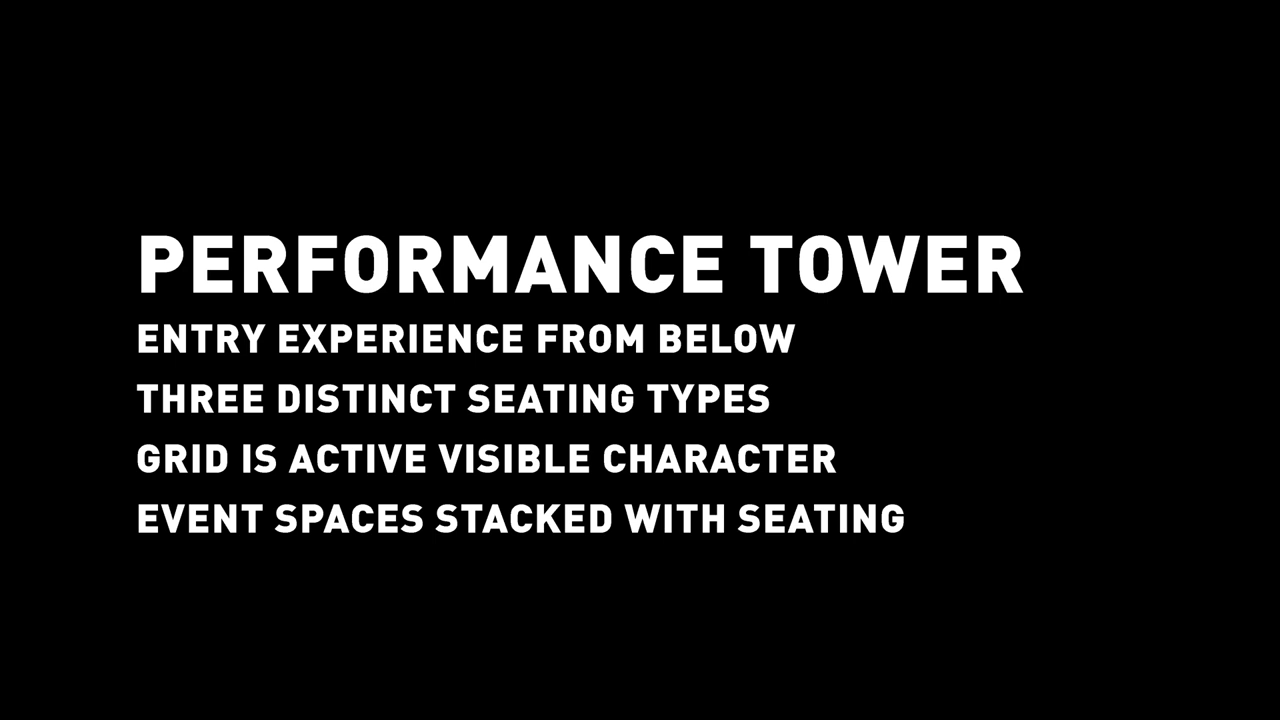 PERFORMANCE TOWER
ENTRY EXPERIENCE FROM BELOW
THREE DISTINCT SEATING TYPES
GRID IS ACTIVE VISIBLE CHARACTER
EVENT SPACES STACKED WITH SEATING